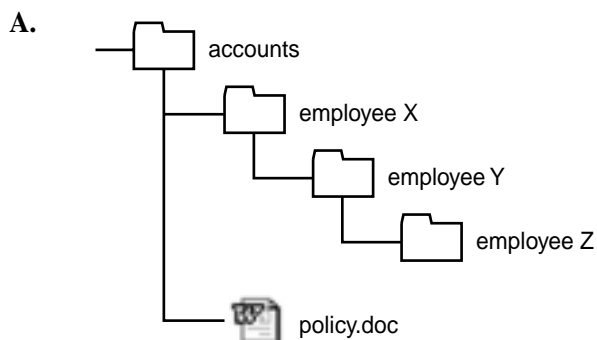 A.
accounts
employee X
employee Y
employee Z
W
policy.doc